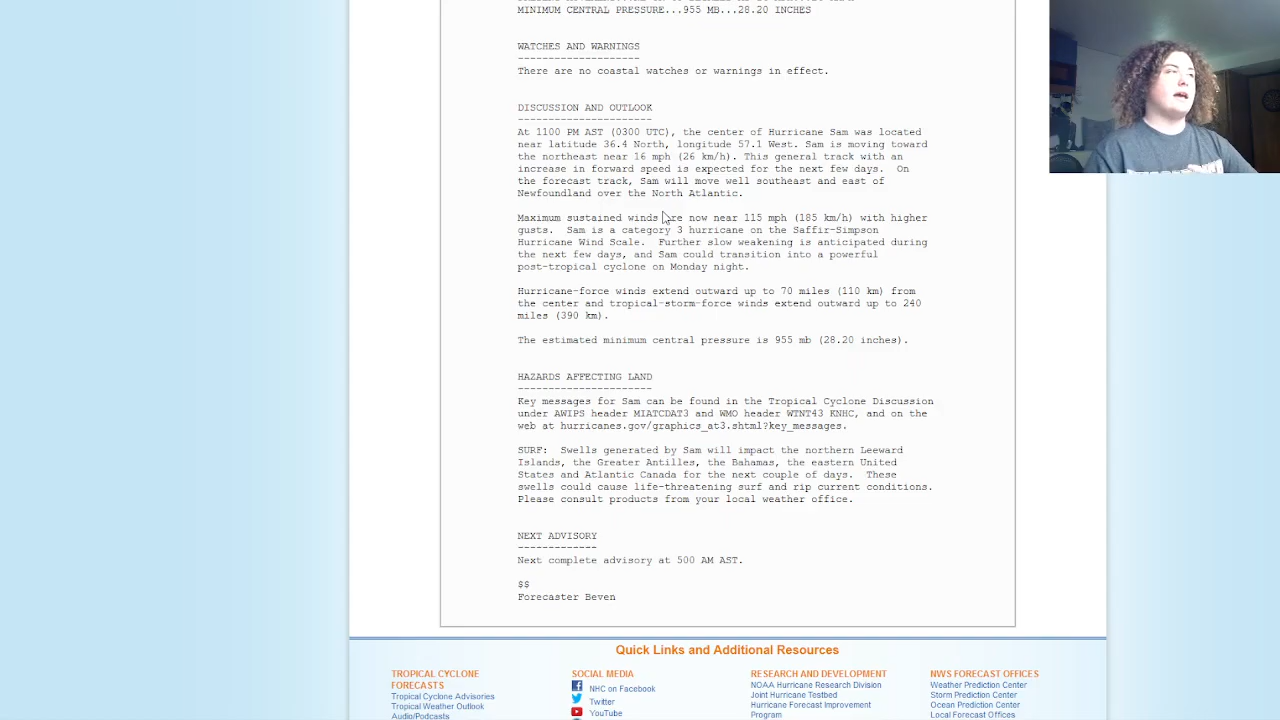 MINIMUM CENTRAL PRESSURE...955 MB...28.20 INCHES
WATCHES AND WARNINGS
--------------------
There are no coastal watches or warnings in effect.
DISCUSSION AND OUTLOOK
----------------------
At 1100 PM AST (0300 UTC), the center of Hurricane Sam was located
near latitude 36.4 North, longitude 57.1 West. Sam is moving toward
the northeast near 16 mph (26 km/h). This general track with an
increase in forward speed is expected for the next few days.  On
the forecast track, Sam will move well southeast and east of
Newfoundland over the North Atlantic.
Maximum sustained winds are now near 115 mph (185 km/h) with higher
gusts.  Sam is a category 3 hurricane on the Saffir-Simpson
Hurricane Wind Scale.  Further slow weakening is anticipated during
the next few days, and Sam could transition into a powerful
post-tropical cyclone on Monday night.
Hurricane-force winds extend outward up to 70 miles (110 km) from
the center and tropical-storm-force winds extend outward up to 240
miles (390 km).
The estimated minimum central pressure is 955 mb (28.20 inches).
HAZARDS AFFECTING LAND
----------------------
Key messages for Sam can be found in the Tropical Cyclone Discussion
under AWIPS header MIATCDAT3 and WMO header WTNT43 KNHC, and on the
web at hurricanes.gov/graphics_at3.shtml?key_messages.
SURF:  Swells generated by Sam will impact the northern Leeward
Islands, the Greater Antilles, the Bahamas, the eastern United
States and Atlantic Canada for the next couple of days.  These
swells could cause life-threatening surf and rip current conditions.
Please consult products from your local weather office.
NEXT ADVISORY
-------------
Next complete advisory at 500 AM AST.
$$
Forecaster Beven
Quick Links and Additional Resources
TROPICAL CYCLONE
FORECASTS
Tropical Cyclone Advisories
Tropical Weather Outlook
Audio/Podcasts
SOCIAL MEDIA
NHC on Facebook
Twitter
YouTube
RESEARCH AND DEVELOPMENT
NOAA Hurricane Research Division
Joint Hurricane Testbed
Hurricane Forecast Improvement
Program
NWS FORECAST OFFICES
Weather Prediction Center
Storm Prediction Center
Ocean Prediction Center
Local Forecast Offices